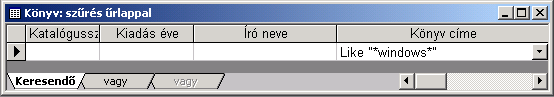 Könyv: szűrés űrlappal
Katalógussz Kiadás éve Író neve Könyv címe
Like "*windows*"
Keresendő vagy vagy